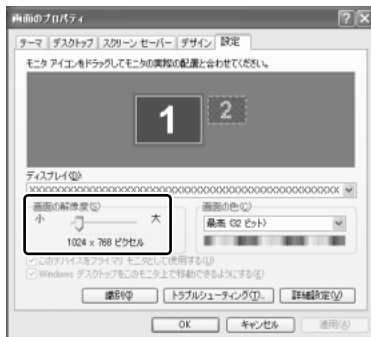 画面のプロパティ
テーマ デスクトップ スクリーン セーバー デザイン 設定
モニタ アイコンをドラッグしてモニタの実際の配置と合わせてください。
1 2
ディスプレイ(D):
XXXXXXXXXXXXXXXXXXXXXXXXXXXXXXXXXXXXXXXXXXXXXXXXXXXX
画面の解像度(S) 画面の色(C)
小 大 最高 (32 ビット)
1024 x 768 ピクセル
このデバイスをプライマリ モニタとして使用する(U)
Windows デスクトップをこのモニタ上で移動できるようにする(E)
識別(I) トラブルシューティング(T)... 詳細設定(V)
OK キャンセル 適用(A)